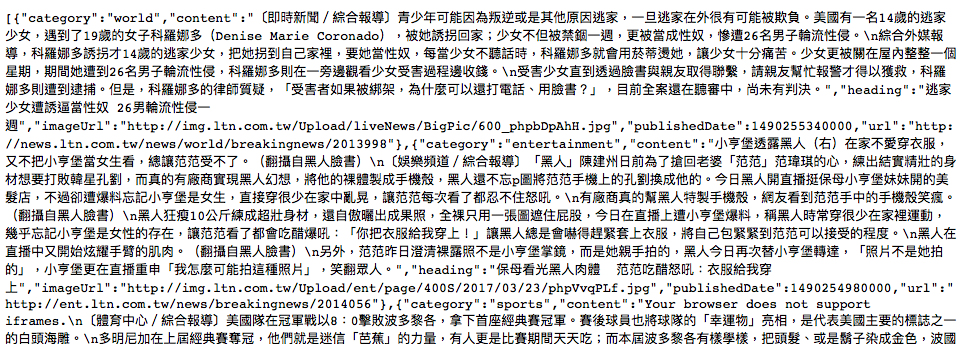 [{"category":"world","content":"〔即時新聞／綜合報導〕青少年可能因為叛逆或是其他原因逃家，一旦逃家在外很有可能被欺負。美國有一名14歲的逃家
少女，遇到了19歲的女子科羅娜多（Denise Marie Coronado），被她誘拐回家；少女不但被禁錮一週，更被當成性奴，慘遭26名男子輪流性侵。\n綜合外媒報
導，科羅娜多誘拐才14歲的逃家少女，把她拐到自己家裡，要她當性奴，每當少女不聽話時，科羅娜多就會用菸蒂燙她，讓少女十分痛苦。少女更被關在屋內整整一個
星期，期間她遭到26名男子輪流性侵，科羅娜多則在一旁邊觀看少女受害過程邊收錢。\n受害少女直到透過臉書與親友取得聯繫，請親友幫忙報警才得以獲救，科羅
娜多則遭到逮捕。但是，科羅娜多的律師質疑，「受害者如果被綁架，為什麼可以還打電話、用臉書？」，目前全案還在聽審中，尚未有判決。","heading":"逃家
少女遭誘逼當性奴 26男輪流性侵一
週","imageUrl":"http://img.ltn.com.tw/Upload/liveNews/BigPic/600_phpbDpAhH.jpg","publishedDate":1490255340000,"url":"http:
//news.ltn.com.tw/news/world/breakingnews/2013998"},{"category":"entertainment","content":"小亨堡透露黑人（右）在家不愛穿衣服，
又不把小亨堡當女生看，總讓范范受不了。（翻攝自黑人臉書）\n〔娛樂頻道／綜合報導〕「黑人」陳建州日前為了搶回老婆「范范」范瑋琪的心，練出結實精壯的身
材想要打敗韓星孔劉，而真的有廠商實現黑人幻想，將他的裸體製成手機殼，黑人還不忘p圖將范范手機上的孔劉換成他的。今日黑人開直播挺保母小亨堡妹妹開的美
髮店，不過卻遭爆料忘記小亨堡是女生，直接穿很少在家中亂晃，讓范范每次看了都忍不住怒吼。\n有廠商真的幫黑人特製手機殼，網友看到范范手中的手機殼笑瘋。
（翻攝自黑人臉書）\n黑人狂瘦10公斤練成超壯身材，還自傲曬出成果照，全裸只用一張圖遮住屁股，今日在直播上遭小亨堡爆料，稱黑人時常穿很少在家裡運動，
幾乎忘記小亨堡是女性的存在，讓范范看了都會吃醋爆吼：「你把衣服給我穿上！」讓黑人總是會嚇得趕緊套上衣服，將自己包緊緊到范范可以接受的程度。\n黑人在
直播中又開始炫耀手臂的肌肉。（翻攝自黑人臉書）\n另外，范范昨日澄清裸露照不是小亨堡掌鏡，而是她親手拍的，黑人今日再次替小亨堡轉達，「照片不是她拍
的」，小亨堡更在直播重申「我怎麼可能拍這種照片」，笑翻眾人。","heading":"保母看光黑人肉體　范范吃醋怒吼：衣服給我穿
上","imageUrl":"http://img.ltn.com.tw/Upload/ent/page/400S/2017/03/23/phpVvqPLf.jpg","publishedDate":1490254980000,"url":"
http://ent.ltn.com.tw/news/breakingnews/2014056"},{"category":"sports","content":"Your browser does not support
iframes.\n〔體育中心／綜合報導〕美國隊在冠軍戰以8：0擊敗波多黎各，拿下首座經典賽冠軍。賽後球員也將球隊的「幸運物」亮相，是代表美國主要的標誌之一
的白頭海雕。\n多明尼加在上屆經典賽奪冠，他們就是迷信「芭蕉」的力量，有人更是比賽期間天天吃；而本屆波多黎各有樣學樣，把頭髮、或是鬍子染成金色，波國